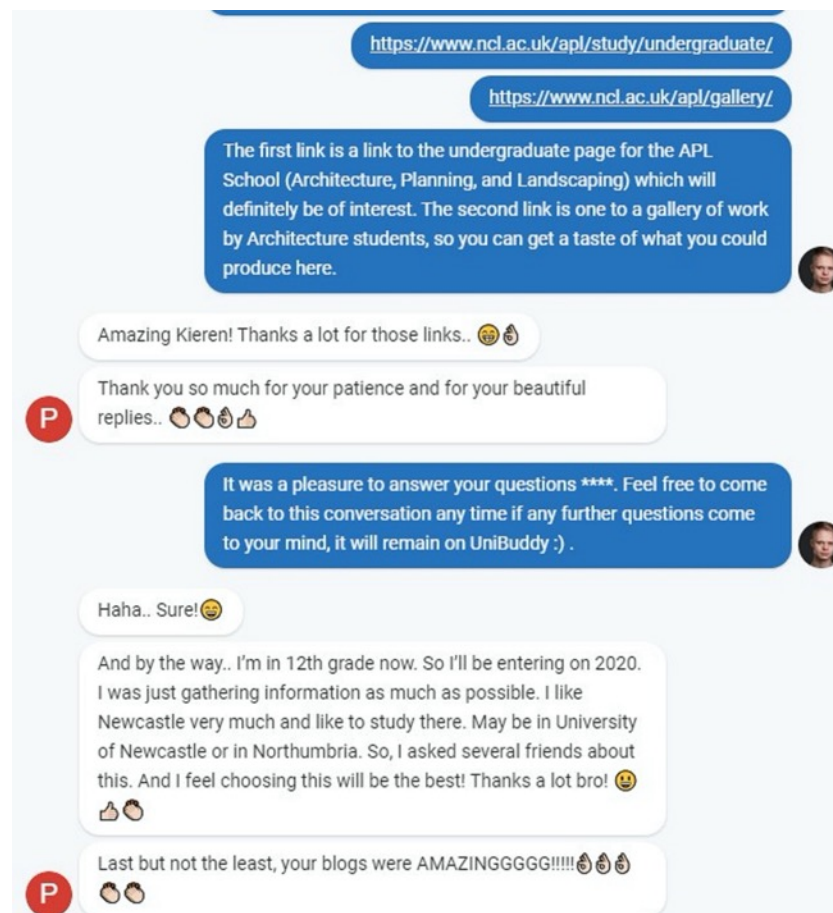 https://www.ncl.ac.uk/apl/study/undergraduate/
https://www.ncl.ac.uk/apl/gallery/
The first link is a link to the undergraduate page for the APL
School (Architecture, Planning, and Landscaping) which will
definitely be of interest. The second link is one to a gallery of work
by Architecture students, so you can get a taste of what you could
produce here.
Amazing Kieren! Thanks a lot for those links.. 😁👌🏻
Thank you so much for your patience and for your beautiful
P
replies.. 👏🏻👏🏻👌🏻👍🏻
It was a pleasure to answer your questions ****. Feel free to come
back to this conversation any time if any further questions come
to your mind, it will remain on UniBuddy :) .
Haha.. Sure!😄
And by the way.. I'm in 12th grade now. So I'll be entering on 2020.
I was just gathering information as much as possible. I like
Newcastle very much and like to study there. May be in University
of Newcastle or in Northumbria. So, I asked several friends about
this. And I feel choosing this will be the best! Thanks a lot bro! 😀
👍🏻👏🏻
Last but not the least, your blogs were AMAZINGGGGG!!!!!👌🏻👌🏻👌🏻
P
👏🏻👏🏻